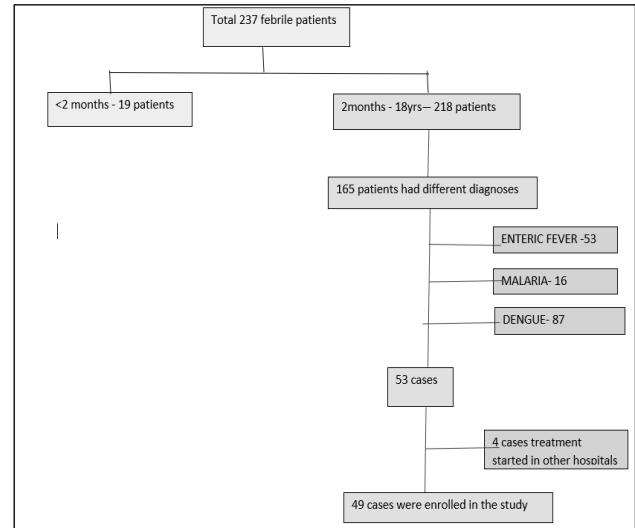 Total 237 febrile patients
<2 months - 19 patients
2months - 18yrs— 218 patients
165 patients had different diagnoses
ENTERIC FEVER -53
MALARIA- 16
DENGUE- 87
53 cases
4 cases treatment
started in other hospitals
49 cases were enrolled in the study